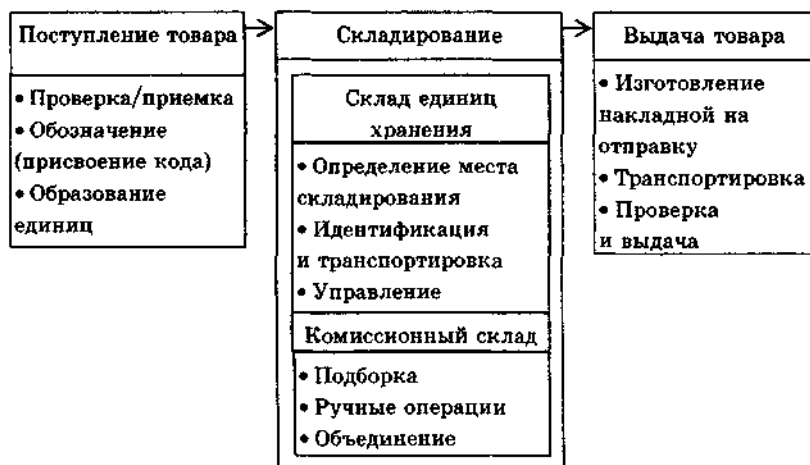 Поступление товара
• Проверка/приемка
• Обозначение
(присвоение кода)
• Образование
единиц
Складирование
Склад единиц
хранения
• Определение места
складирования
• Идентификация
и транспортировка
• Управление
Комиссионный склад
• Подборка
• Ручные операции
• Объединение
Выдача товара
• Изготовление
накладной на
отправку
• Транспортировка
• Проверка
и выдача